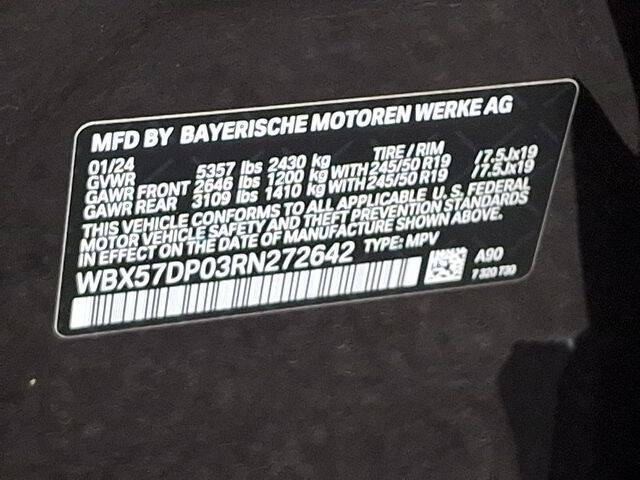 MFD BY BAYERISCHE MOTOREN WERKE AG
01/24 TIRE / RIM
GVWR 5357 lbs 2430 kg
GAWR FRONT 2646 lbs 1200 kg WITH 245/50 R19 /7.5Jx19
GAWR REAR 3109 lbs 1410 kg WITH 245/50 R19 /7.5Jx19
THIS VEHICLE CONFORMS TO ALL APPLICABLE U.S. FEDERAL
MOTOR VEHICLE SAFETY AND THEFT PREVENTION STANDARDS
IN EFFECT ON THE DATE OF MANUFACTURE SHOWN ABOVE.
WBX57DP03RN272642 TYPE: MPV
A90
7 320 730